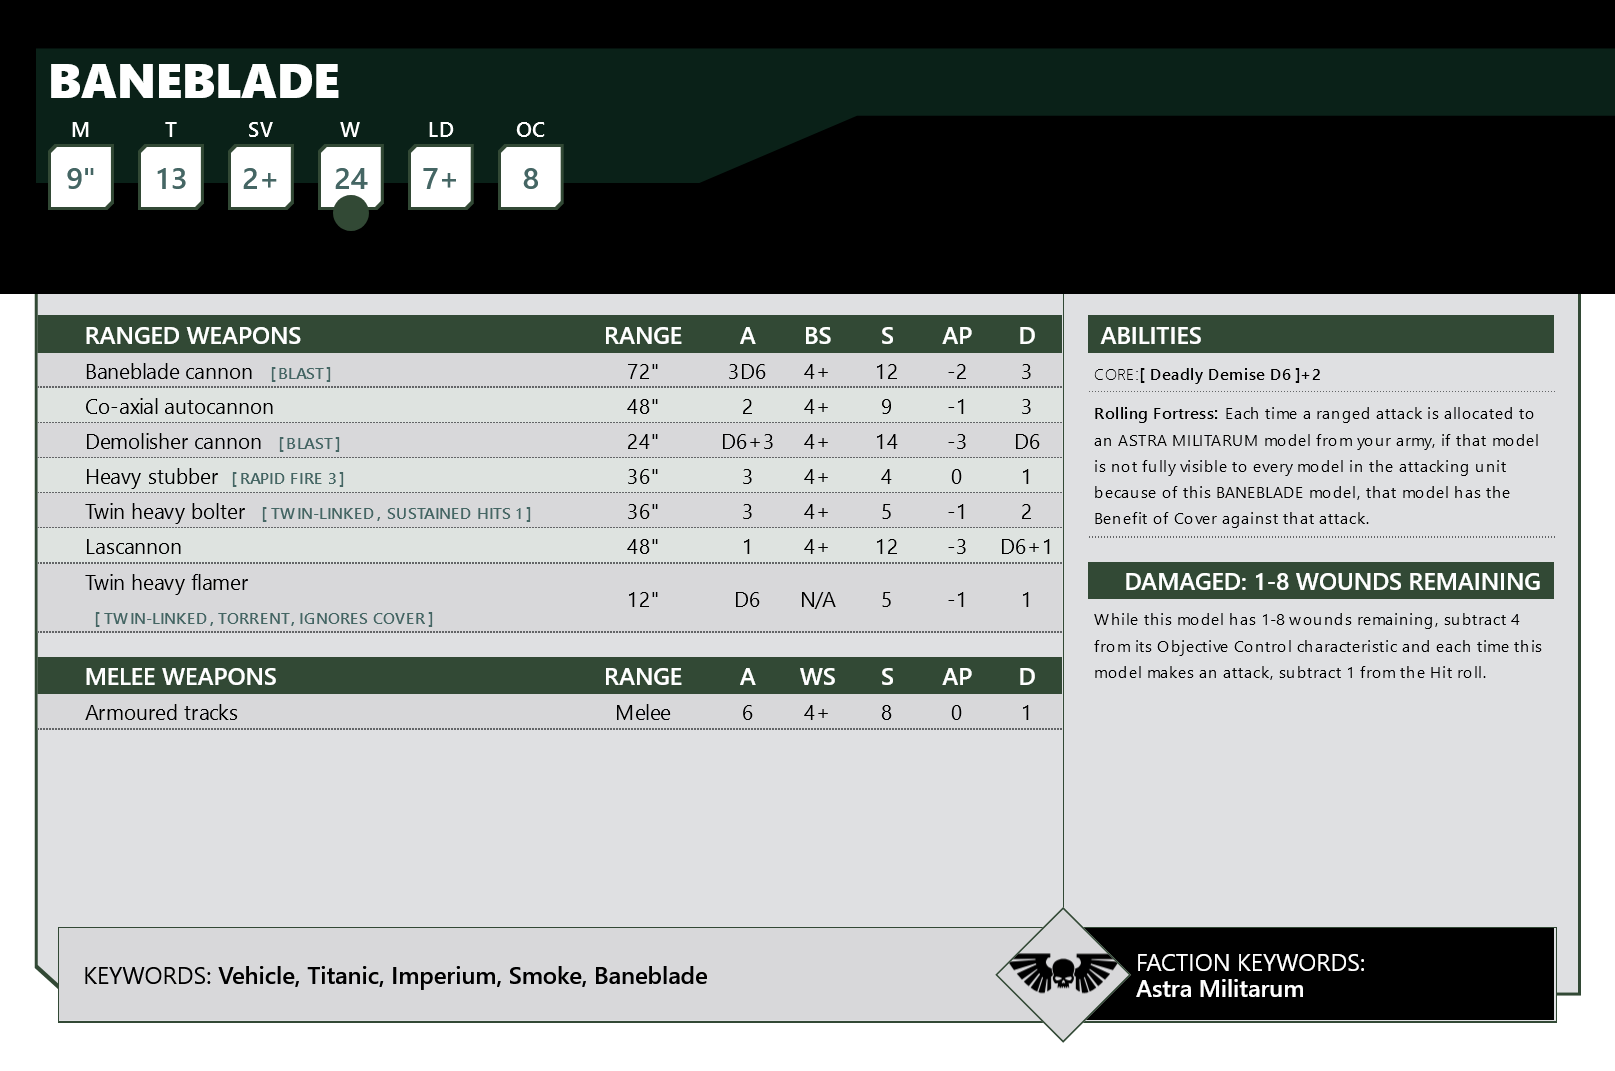 BANEBLADE
M T SV W LD OC
9" 13 2+ 24 7+ 8
RANGED WEAPONS RANGE A BS S AP D
Baneblade cannon [BLAST] 72" 3D6 4+ 12 -2 3
Co-axial autocannon 48" 2 4+ 9 -1 3
Demolisher cannon [BLAST] 24" D6+3 4+ 14 -3 D6
Heavy stubber [RAPID FIRE 3] 36" 3 4+ 4 0 1
Twin heavy bolter [TWIN-LINKED, SUSTAINED HITS 1] 36" 3 4+ 5 -1 2
Lascannon 48" 1 4+ 12 -3 D6+1
Twin heavy flamer 12" D6 N/A 5 -1 1
[TWIN-LINKED, TORRENT, IGNORES COVER]
MELEE WEAPONS RANGE A WS S AP D
Armoured tracks Melee 6 4+ 8 0 1
ABILITIES
CORE:[ Deadly Demise D6 ]+2
Rolling Fortress: Each time a ranged attack is allocated to
an ASTRA MILITARUM model from your army, if that model
is not fully visible to every model in the attacking unit
because of this BANEBLADE model, that model has the
Benefit of Cover against that attack.
DAMAGED: 1-8 WOUNDS REMAINING
While this model has 1-8 wounds remaining, subtract 4
from its Objective Control characteristic and each time this
model makes an attack, subtract 1 from the Hit roll.
KEYWORDS: Vehicle, Titanic, Imperium, Smoke, Baneblade
FACTION KEYWORDS:
Astra Militarum